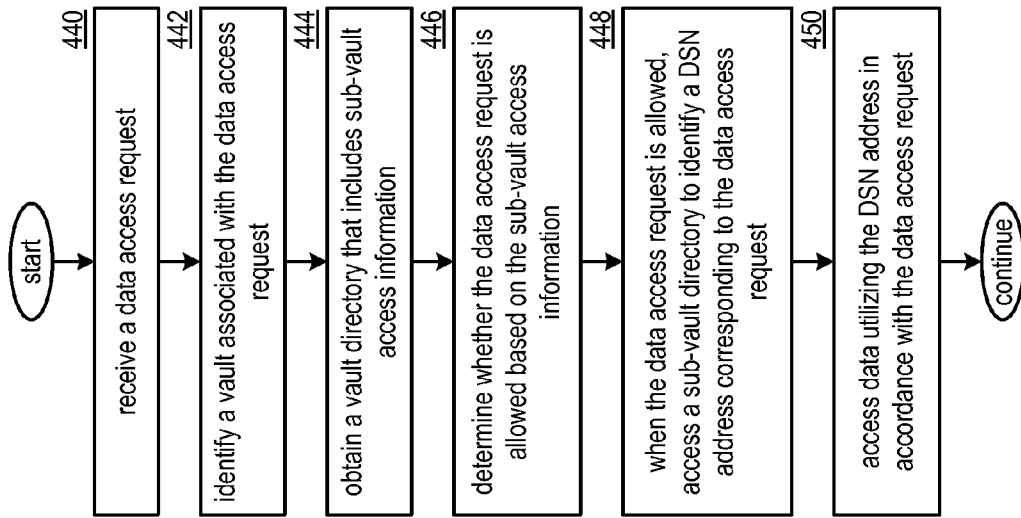 start
440
receive a data access request
442
identify a vault associated with the data access
request
444
obtain a vault directory that includes sub-vault
access information
446
determine whether the data access request is
allowed based on the sub-vault access
information
448
when the data access request is allowed,
access a sub-vault directory to identify a DSN
address corresponding to the data access
request
450
access data utilizing the DSN address in
accordance with the data access request
continue